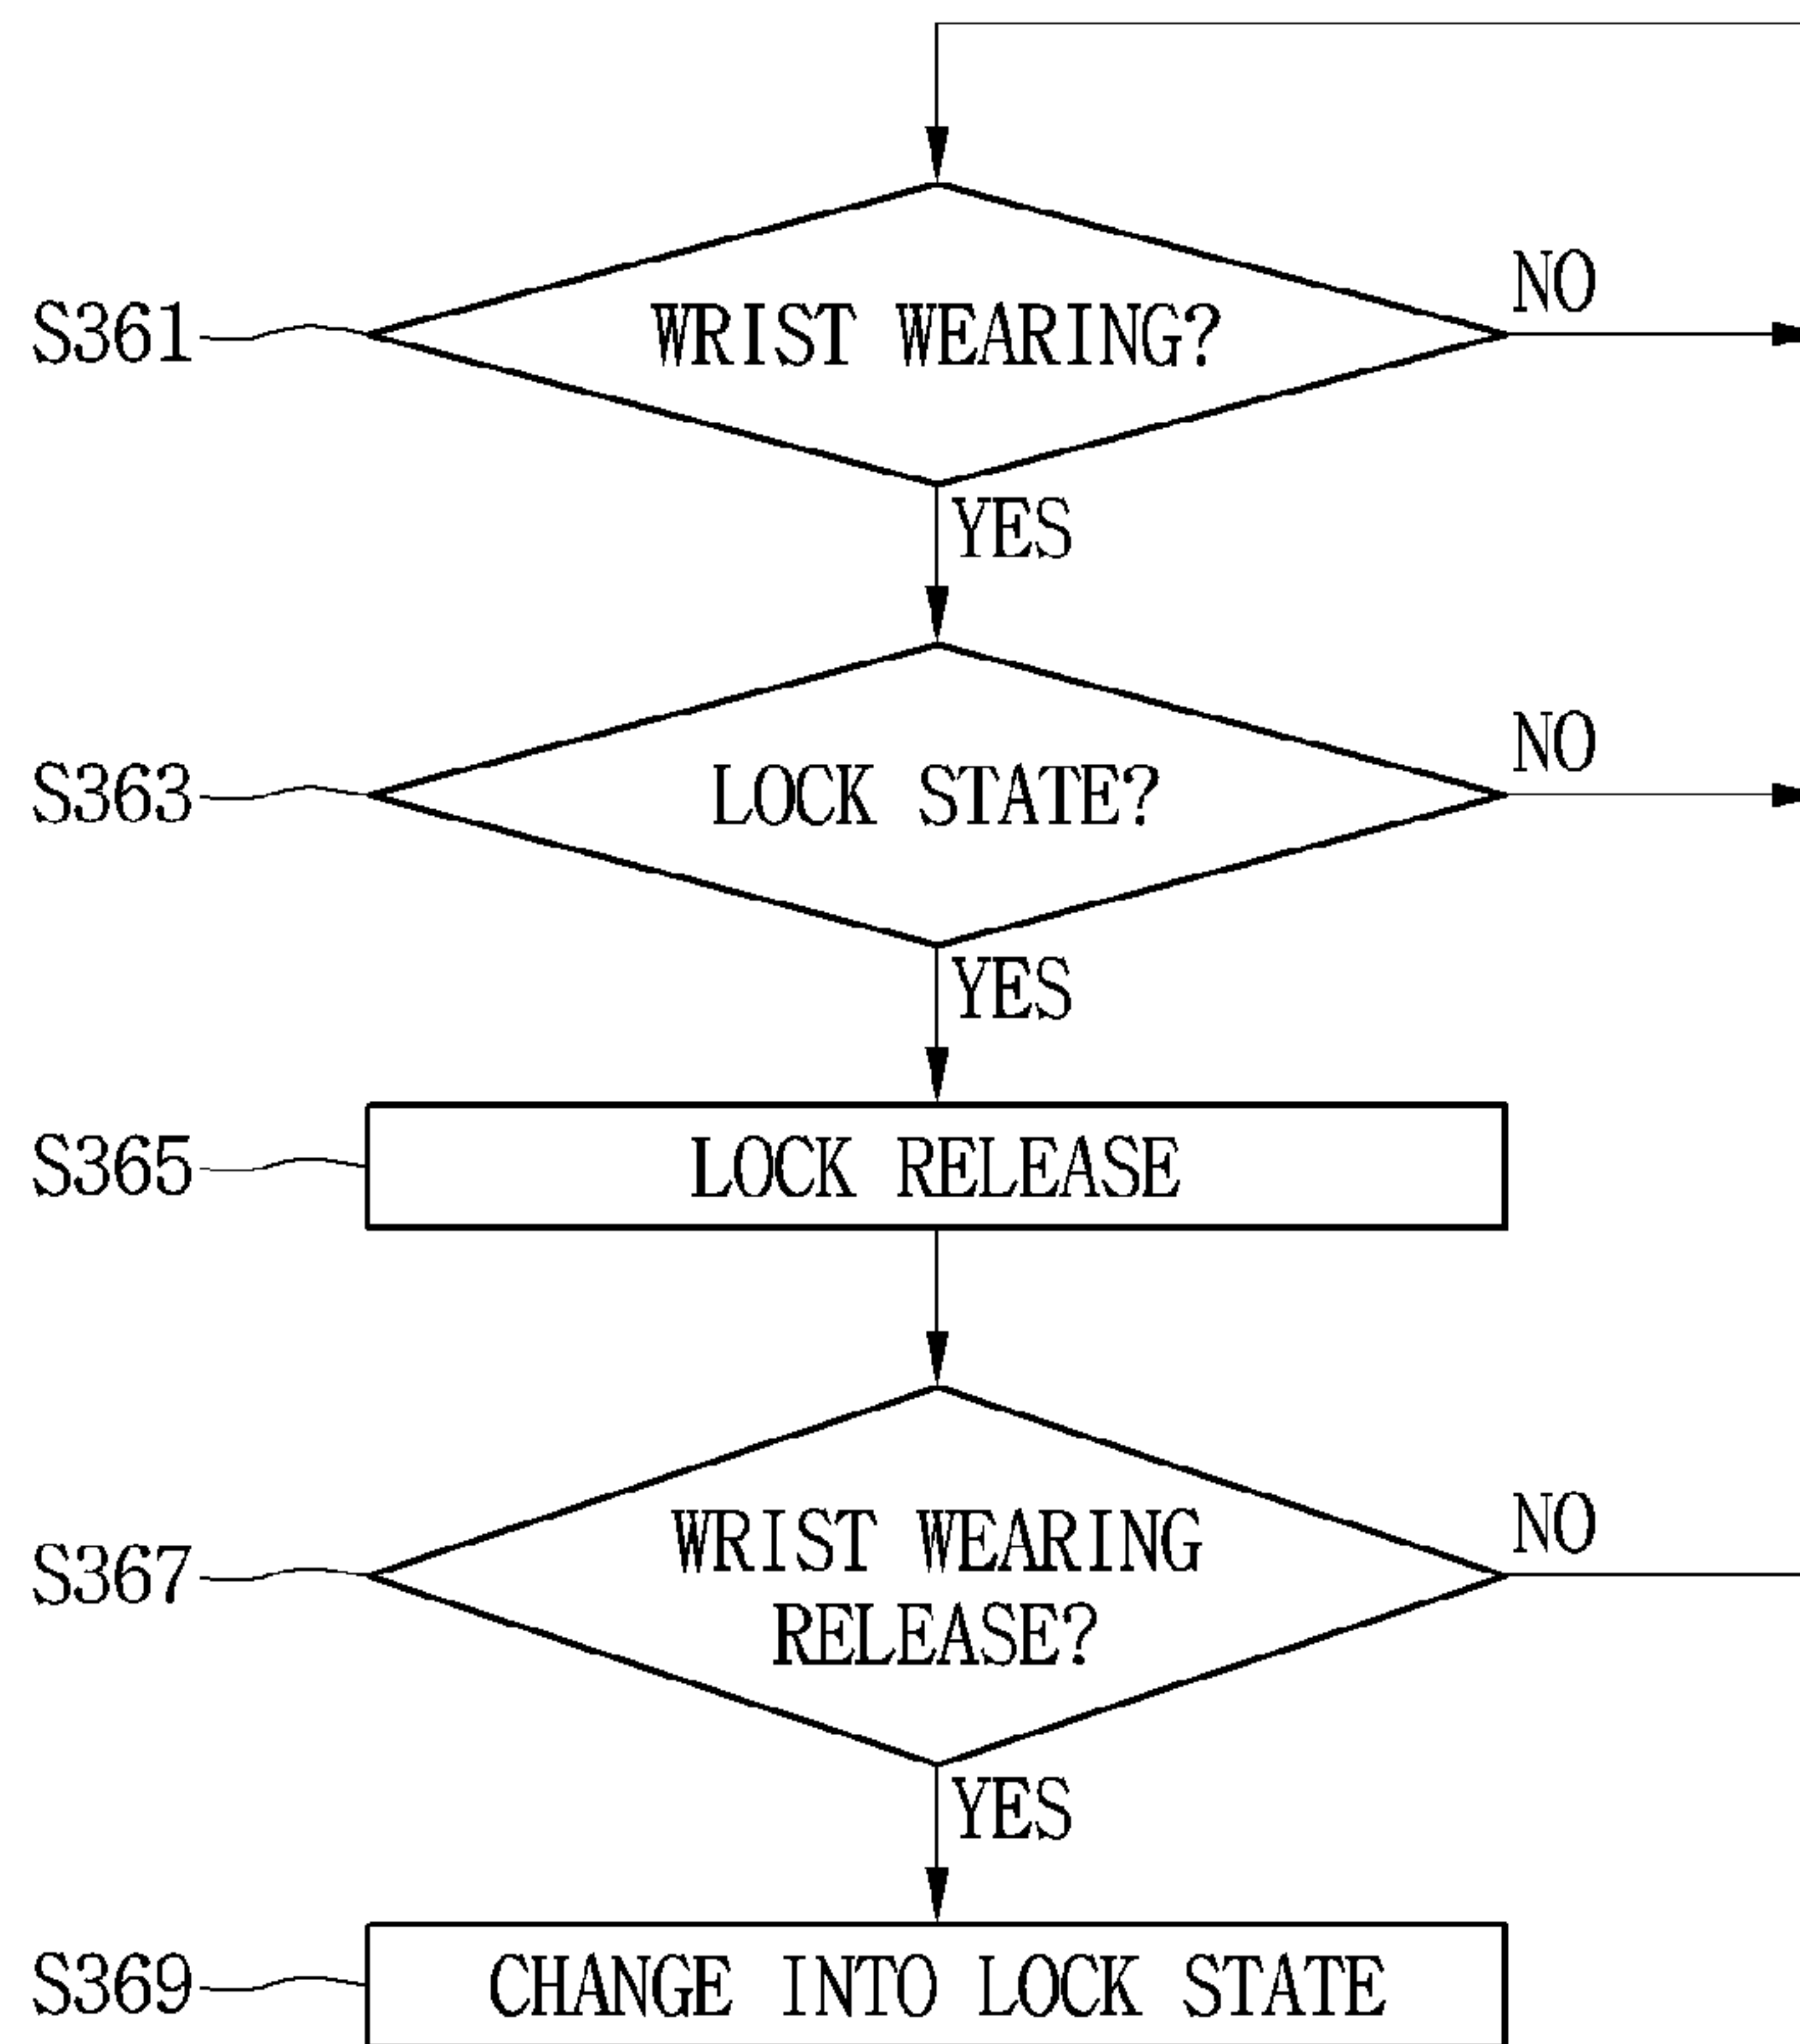 NO
S361 WRIST WEARING?
YES
NO
S363 LOCK STATE?
YES
S365 LOCK RELEASE
NO
S367 WRIST WEARING
RELEASE?
YES
S369 CHANGE INTO LOCK STATE